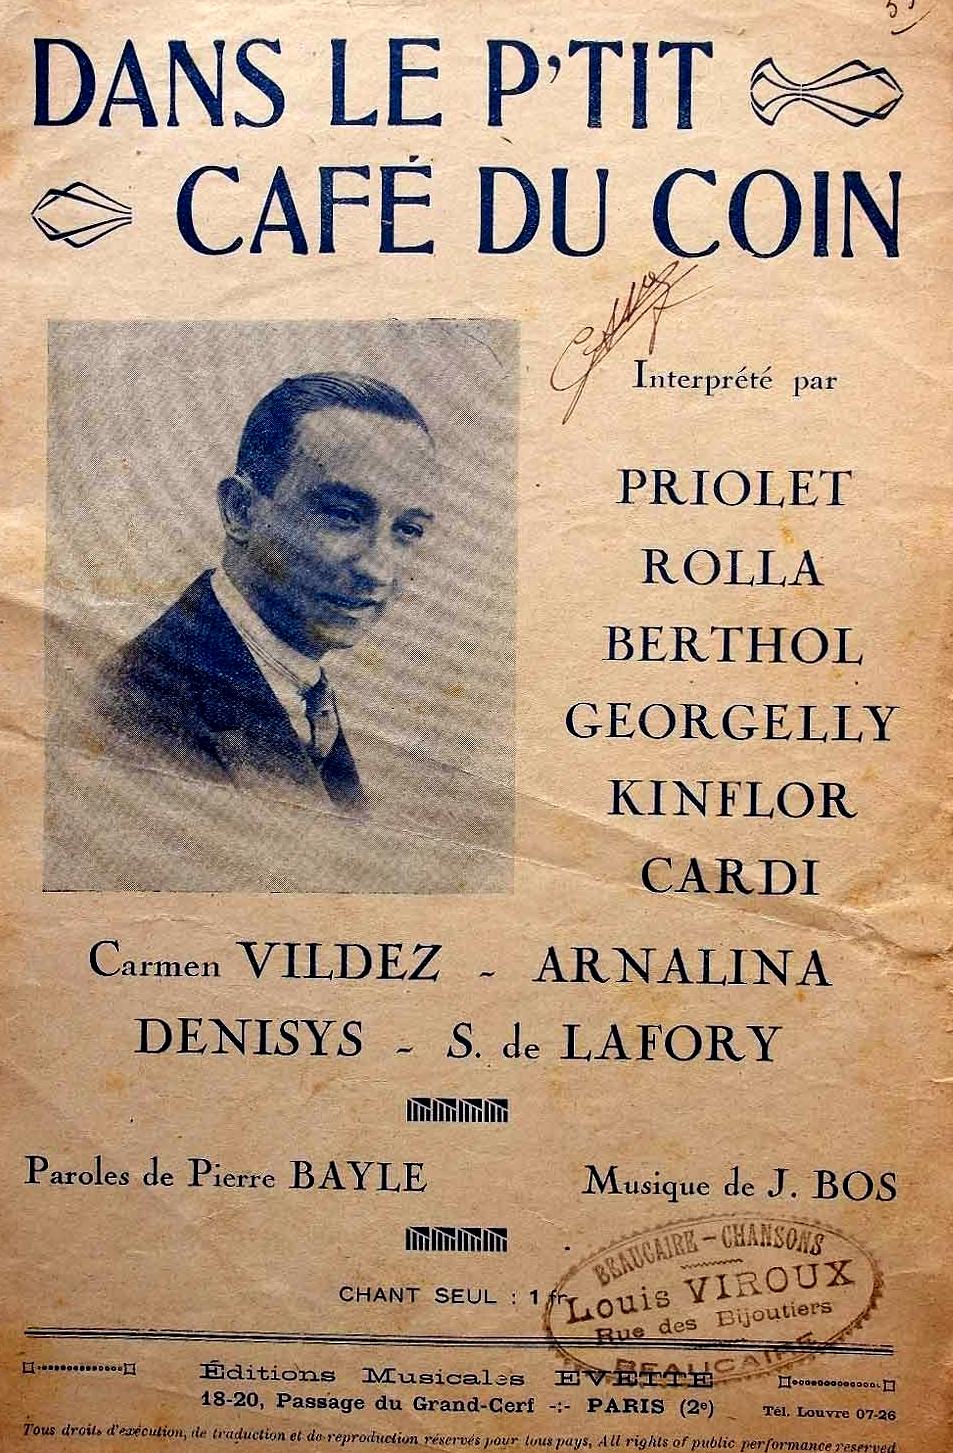 DANS LE P'TIT
CAFÉ DU COIN
Interprété par
PRIOLET
ROLLA
BERTHOL
GEORGELLY
KINFLOR
CARDI
Carmen VILDEZ - ARNALINA
DENISYS - S. de LAFORY
Paroles de Pierre BAYLE
Musique de J. BOS
CHANT SEUL : 1 fr.
BEAUCAIRE - CHANSONS
Louis VIROUX
Rue des Bijoutiers
BEAUCAIRE
Éditions Musicales EVETTE
18-20, Passage du Grand-Cerf -:- PARIS (2e)
Tél. Louvre 07-26
Tous droits d'exécution, de traduction et de reproduction réservés pour tous pays, All rights of public performance reserved